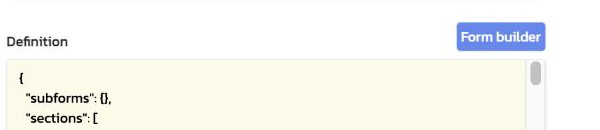 Form builder
Definition
{
"subforms": {},
"sections": [